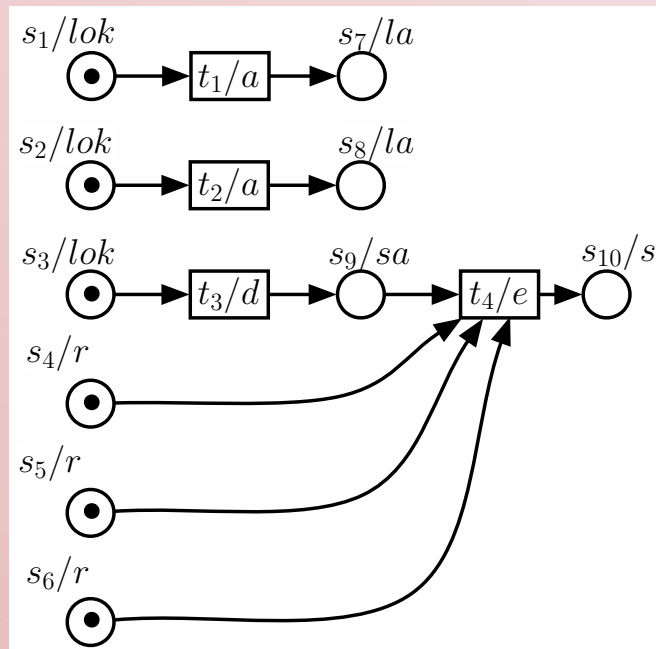 s₁/lok s₇/la
t₁/a
s₂/lok s₈/la
t₂/a
s₃/lok s₉/sa s₁₀/s
t₃/d t₄/e
s₄/r
s₅/r
s₆/r